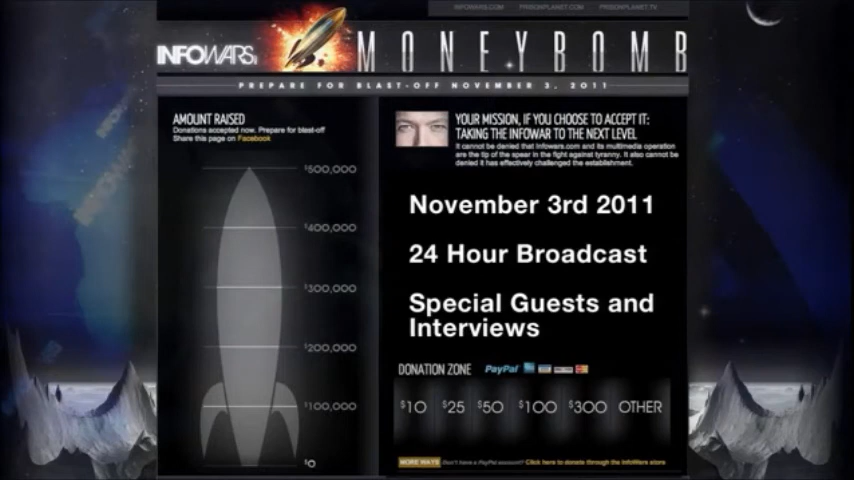 INFOWARS.COM PRISONPLANET.COM PRISONPLANET.TV
INFOWARS MONEYBOMB
PREPARE FOR BLAST-OFF NOVEMBER 3, 2011
AMOUNT RAISED
Donations accepted now. Prepare for blast-off
Share this page on Facebook
$500,000
$400,000
$300,000
$200,000
$100,000
$0
YOUR MISSION, IF YOU CHOOSE TO ACCEPT IT:
TAKING THE INFOWAR TO THE NEXT LEVEL
It cannot be denied that Infowars.com and its multimedia operation
are the tip of the spear in the fight against tyranny. It also cannot be
denied it has effectively challenged the establishment.
November 3rd 2011
24 Hour Broadcast
Special Guests and
Interviews
DONATION ZONE PayPal
$10 $25 $50 $100 $300 OTHER
MORE WAYS Don't have a PayPal account? Click here to donate through the InfoWars store